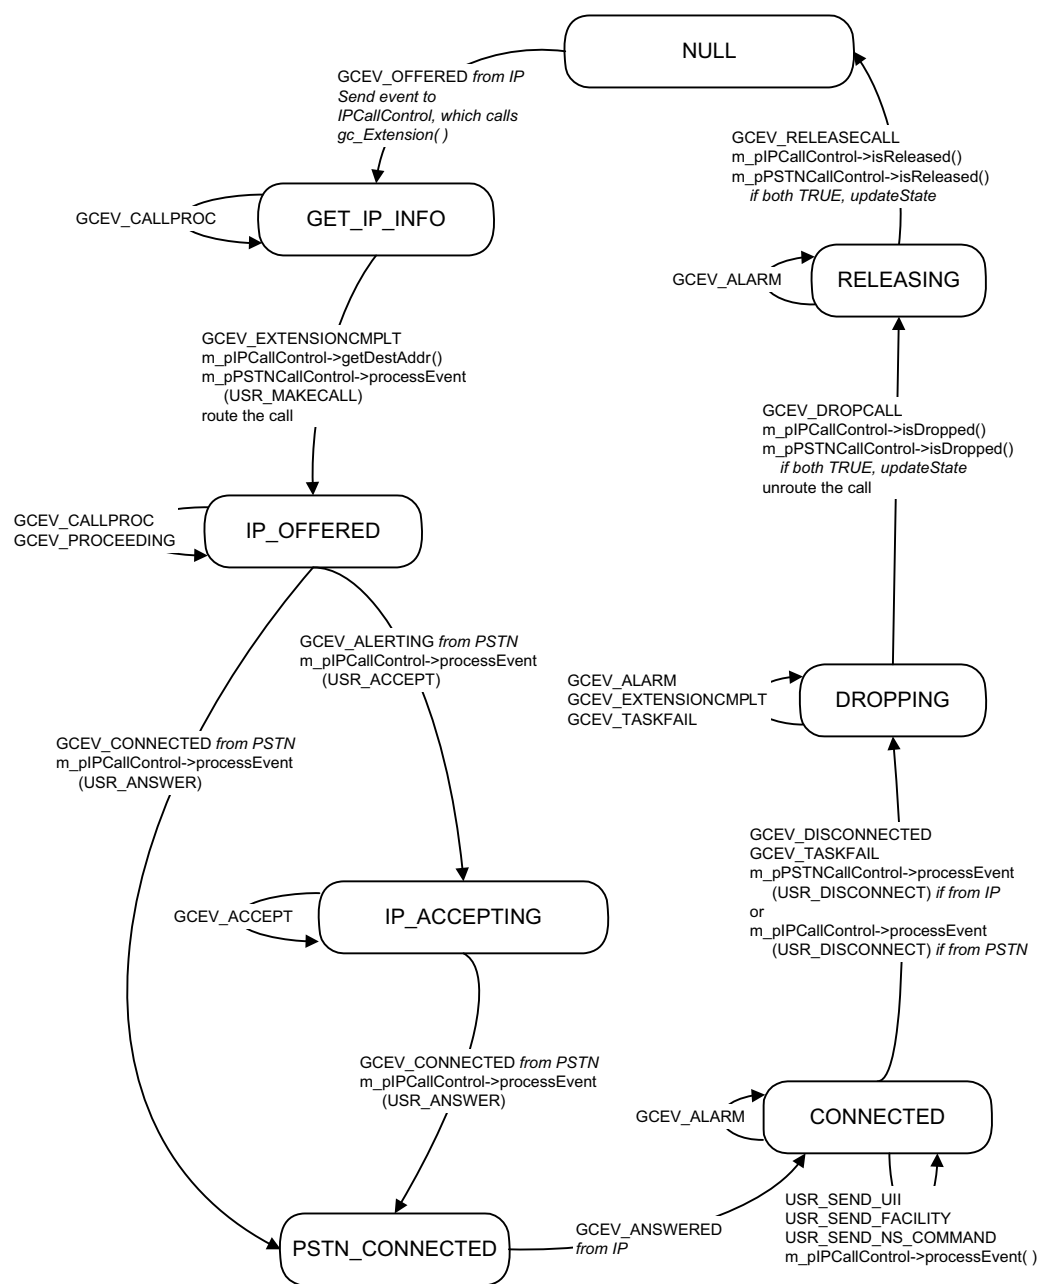 NULL
GCEV_OFFERED from IP
Send event to
IPCallControl, which calls
gc_Extension( )
GCEV_RELEASECALL
m_pIPCallControl->isReleased()
m_pPSTNCallControl->isReleased()
if both TRUE, updateState
GCEV_CALLPROC
GET_IP_INFO
GCEV_ALARM
RELEASING
GCEV_EXTENSIONCMPLT
m_pIPCallControl->getDestAddr()
m_pPSTNCallControl->processEvent
(USR_MAKECALL)
route the call
GCEV_DROPCALL
m_pIPCallControl->isDropped()
m_pPSTNCallControl->isDropped()
if both TRUE, updateState
unroute the call
GCEV_CALLPROC
GCEV_PROCEEDING
IP_OFFERED
GCEV_ALERTING from PSTN
m_pIPCallControl->processEvent
(USR_ACCEPT)
GCEV_ALARM
GCEV_EXTENSIONCMPLT
GCEV_TASKFAIL
DROPPING
GCEV_CONNECTED from PSTN
m_pIPCallControl->processEvent
(USR_ANSWER)
GCEV_DISCONNECTED
GCEV_TASKFAIL
m_pPSTNCallControl->processEvent
(USR_DISCONNECT) if from IP
or
m_pIPCallControl->processEvent
(USR_DISCONNECT) if from PSTN
GCEV_ACCEPT
IP_ACCEPTING
GCEV_CONNECTED from PSTN
m_pIPCallControl->processEvent
(USR_ANSWER)
GCEV_ALARM
CONNECTED
USR_SEND_UII
USR_SEND_FACILITY
USR_SEND_NS_COMMAND
m_pIPCallControl->processEvent( )
PSTN_CONNECTED
GCEV_ANSWERED
from IP